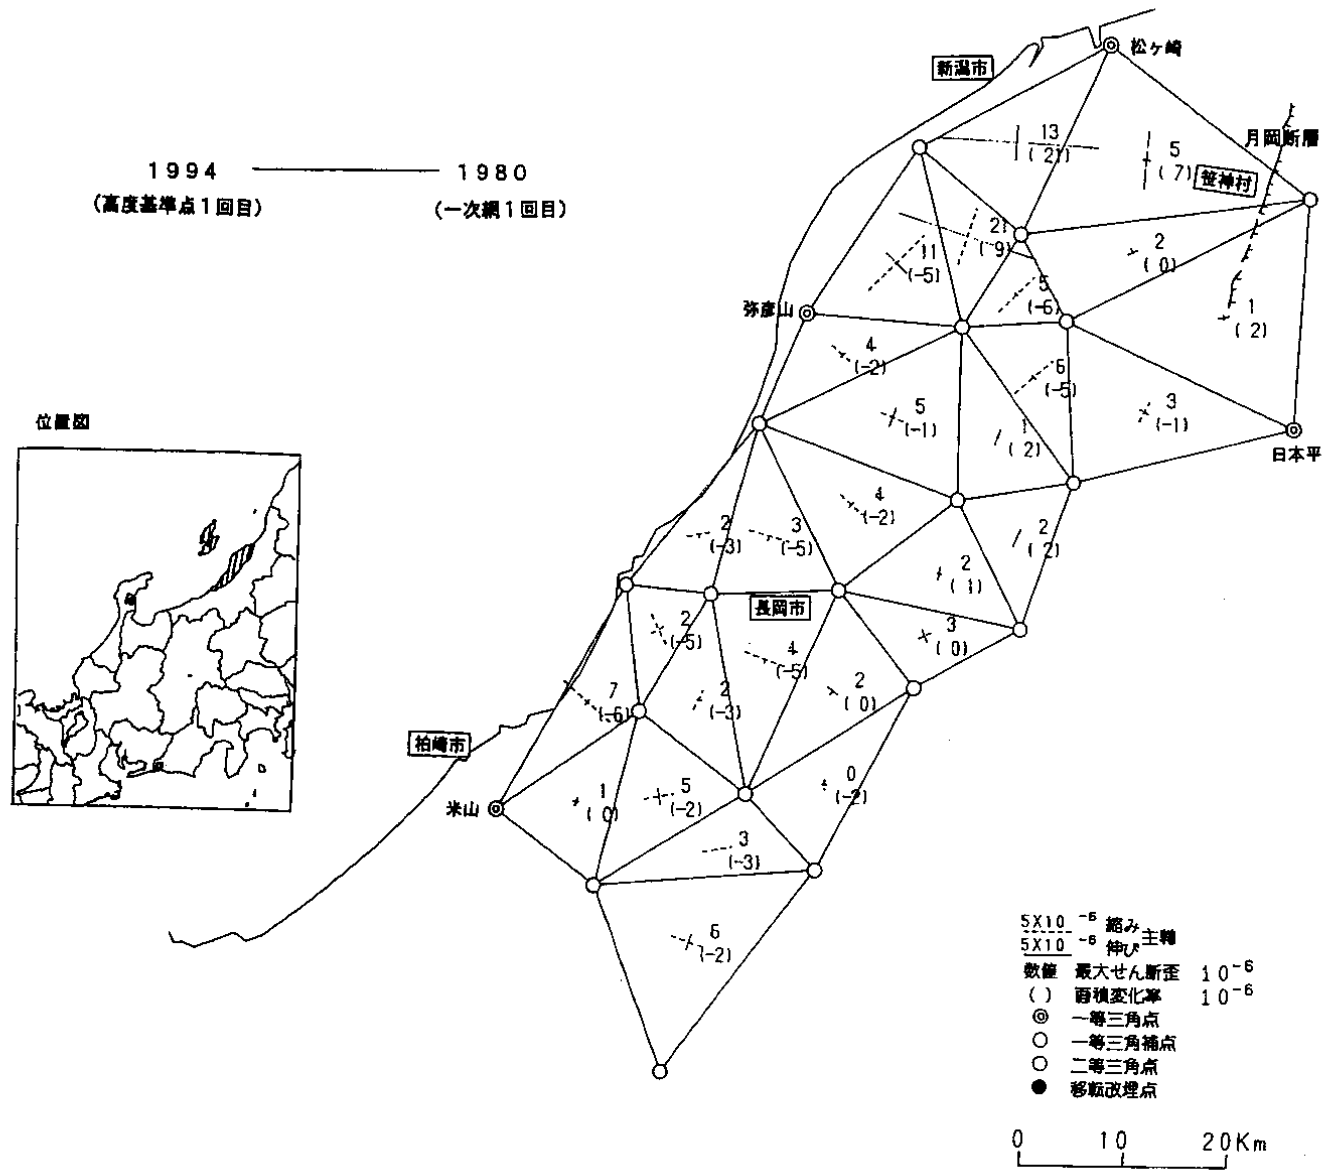 松ヶ崎
新潟市
13
(21)
月岡断層
5
(7)
笹神村
1994
1980
(高度基準点1回目)
(一次網1回目)
21
(9)
11
(-5)
2
(0)
5
(-6)
1
(2)
弥彦山
4
(-2)
6
(-5)
5
(-1)
3
(-1)
1
(2)
日本平
位置図
4
(-2)
2
(-3)
3
(-5)
2
(2)
2
(1)
長岡市
2
(-5)
3
(0)
4
(-5)
2
(0)
7
(-6)
2
(-3)
柏崎市
0
(-2)
米山
1
(0)
5
(-2)
3
(-3)
6
(-2)
5X10 -6 縮み
主軸
5X10 -6 伸び
数値 最大せん断歪 10-6
( ) 面積変化率 10-6
◎ 一等三角点
○ 一等三角補点
○ 二等三角点
● 移転改埋点
0 10 20Km